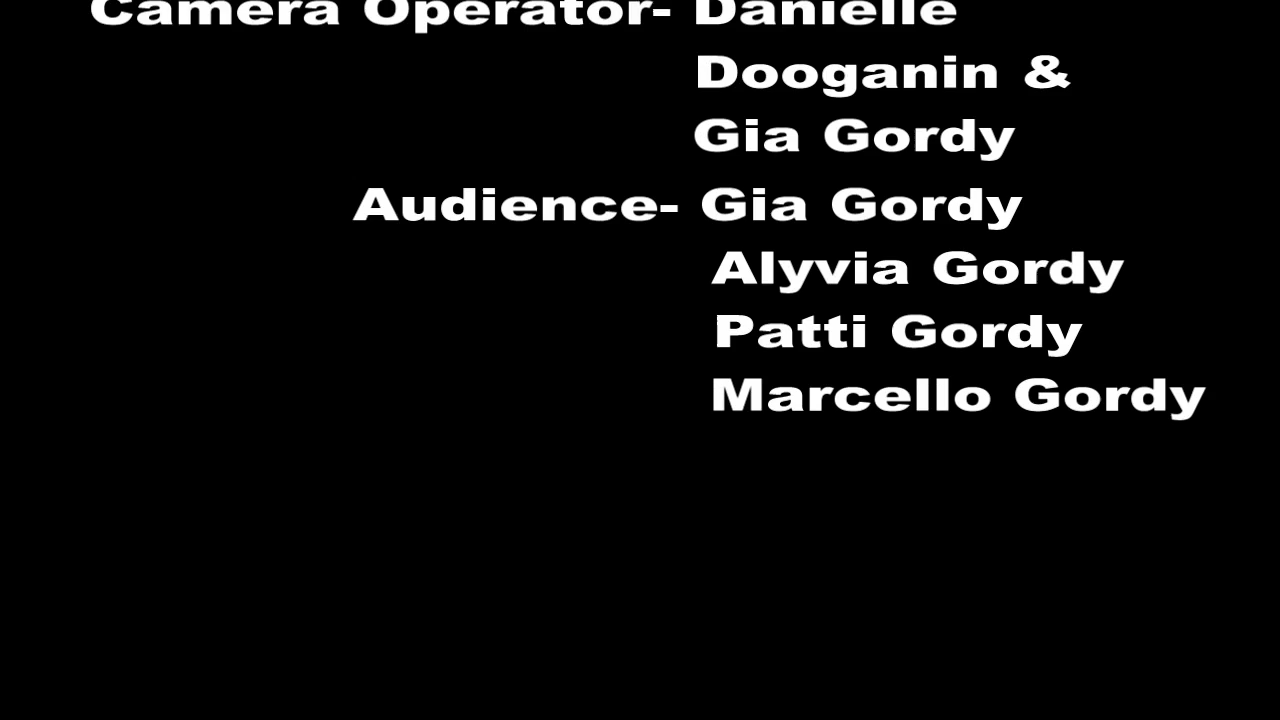 Camera Operator- Danielle
Dooganin &
Gia Gordy
Audience- Gia Gordy
Alyvia Gordy
Patti Gordy
Marcello Gordy